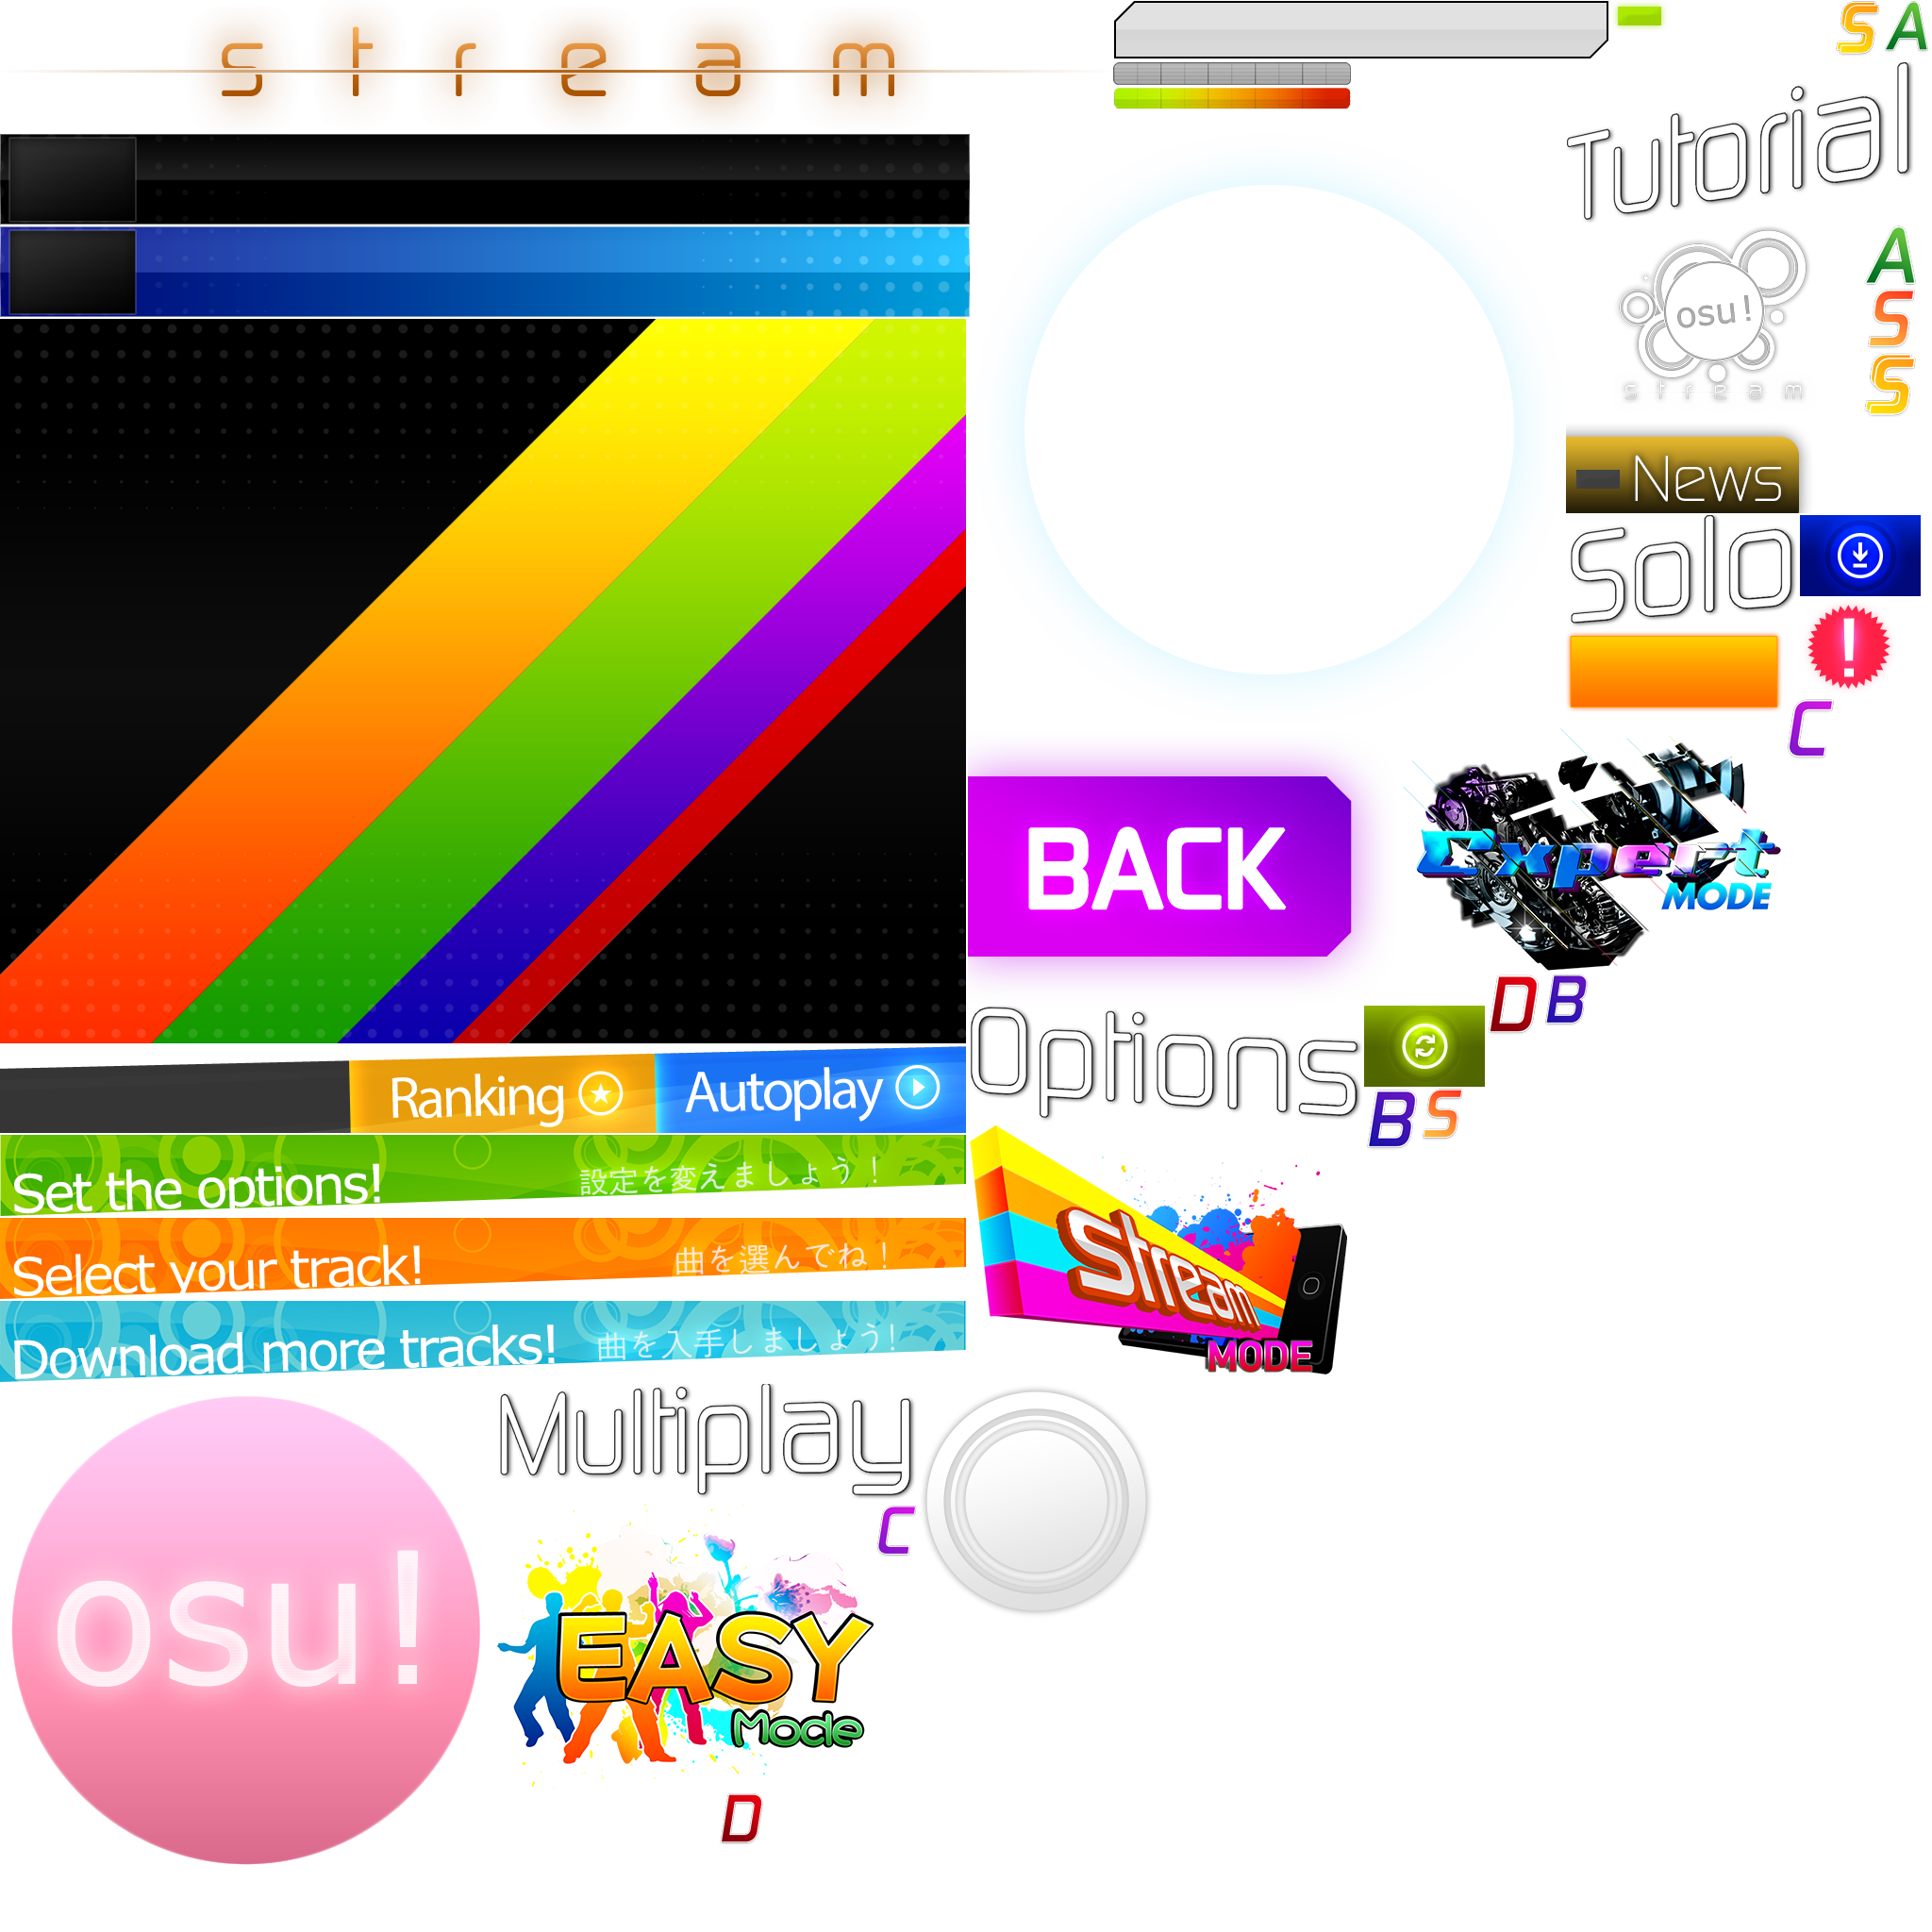 stream
S A
Tutorial
A
osu!
S
stream
S
News
Solo
!
C
BACK
Expert
MODE
D B
Options
Ranking Autoplay
B S
Set the options! 設定を変えましょう!
Select your track! 曲を選んでね!
Download more tracks! 曲を入手しましょう!
Stream
MODE
Multiplay
C
osu!
EASY
Mode
D